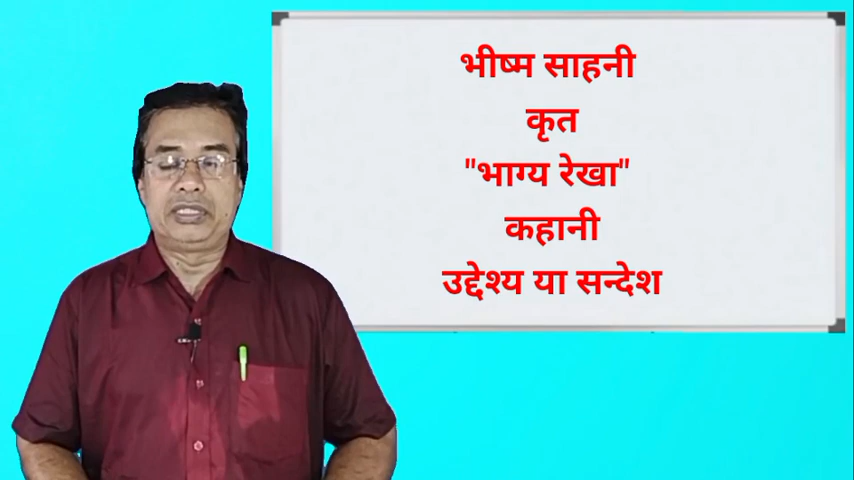 भीष्म साहनी
कृत
"भाग्य रेखा"
कहानी
उद्देश्य या सन्देश